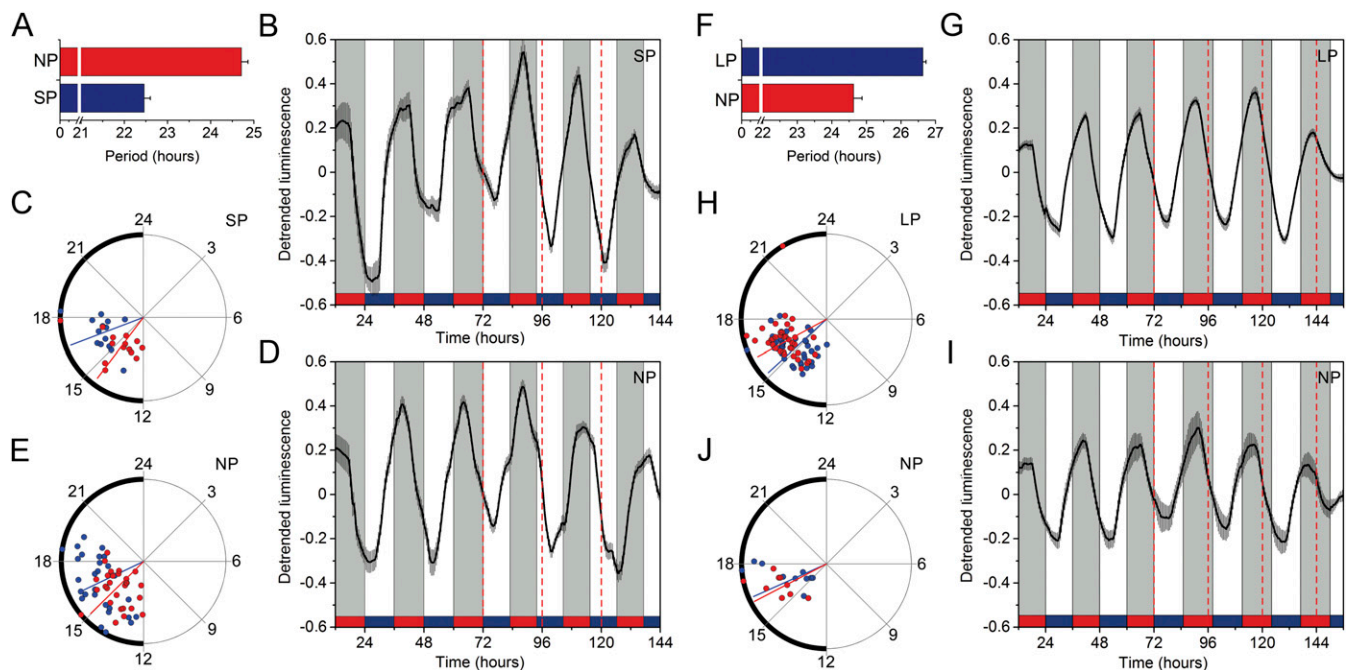 A
NP
SP
0 21 22 23 24 25
Period (hours)
B
SP
Detrended luminescence
0.6
0.4
0.2
0
-0.2
-0.4
-0.6
24 48 72 96 120 144
Time (hours)
C
SP
24
21 3
18 6
15 9
12
D
NP
Detrended luminescence
0.6
0.4
0.2
0
-0.2
-0.4
-0.6
24 48 72 96 120 144
Time (hours)
E
NP
24
21 3
18 6
15 9
12
F
LP
NP
0 22 23 24 25 26 27
Period (hours)
G
LP
Detrended luminescence
0.6
0.4
0.2
0
-0.2
-0.4
-0.6
24 48 72 96 120 144
Time (hours)
H
LP
24
21 3
18 6
15 9
12
I
NP
Detrended luminescence
0.6
0.4
0.2
0
-0.2
-0.4
-0.6
24 48 72 96 120 144
Time (hours)
J
NP
24
21 3
18 6
15 9
12